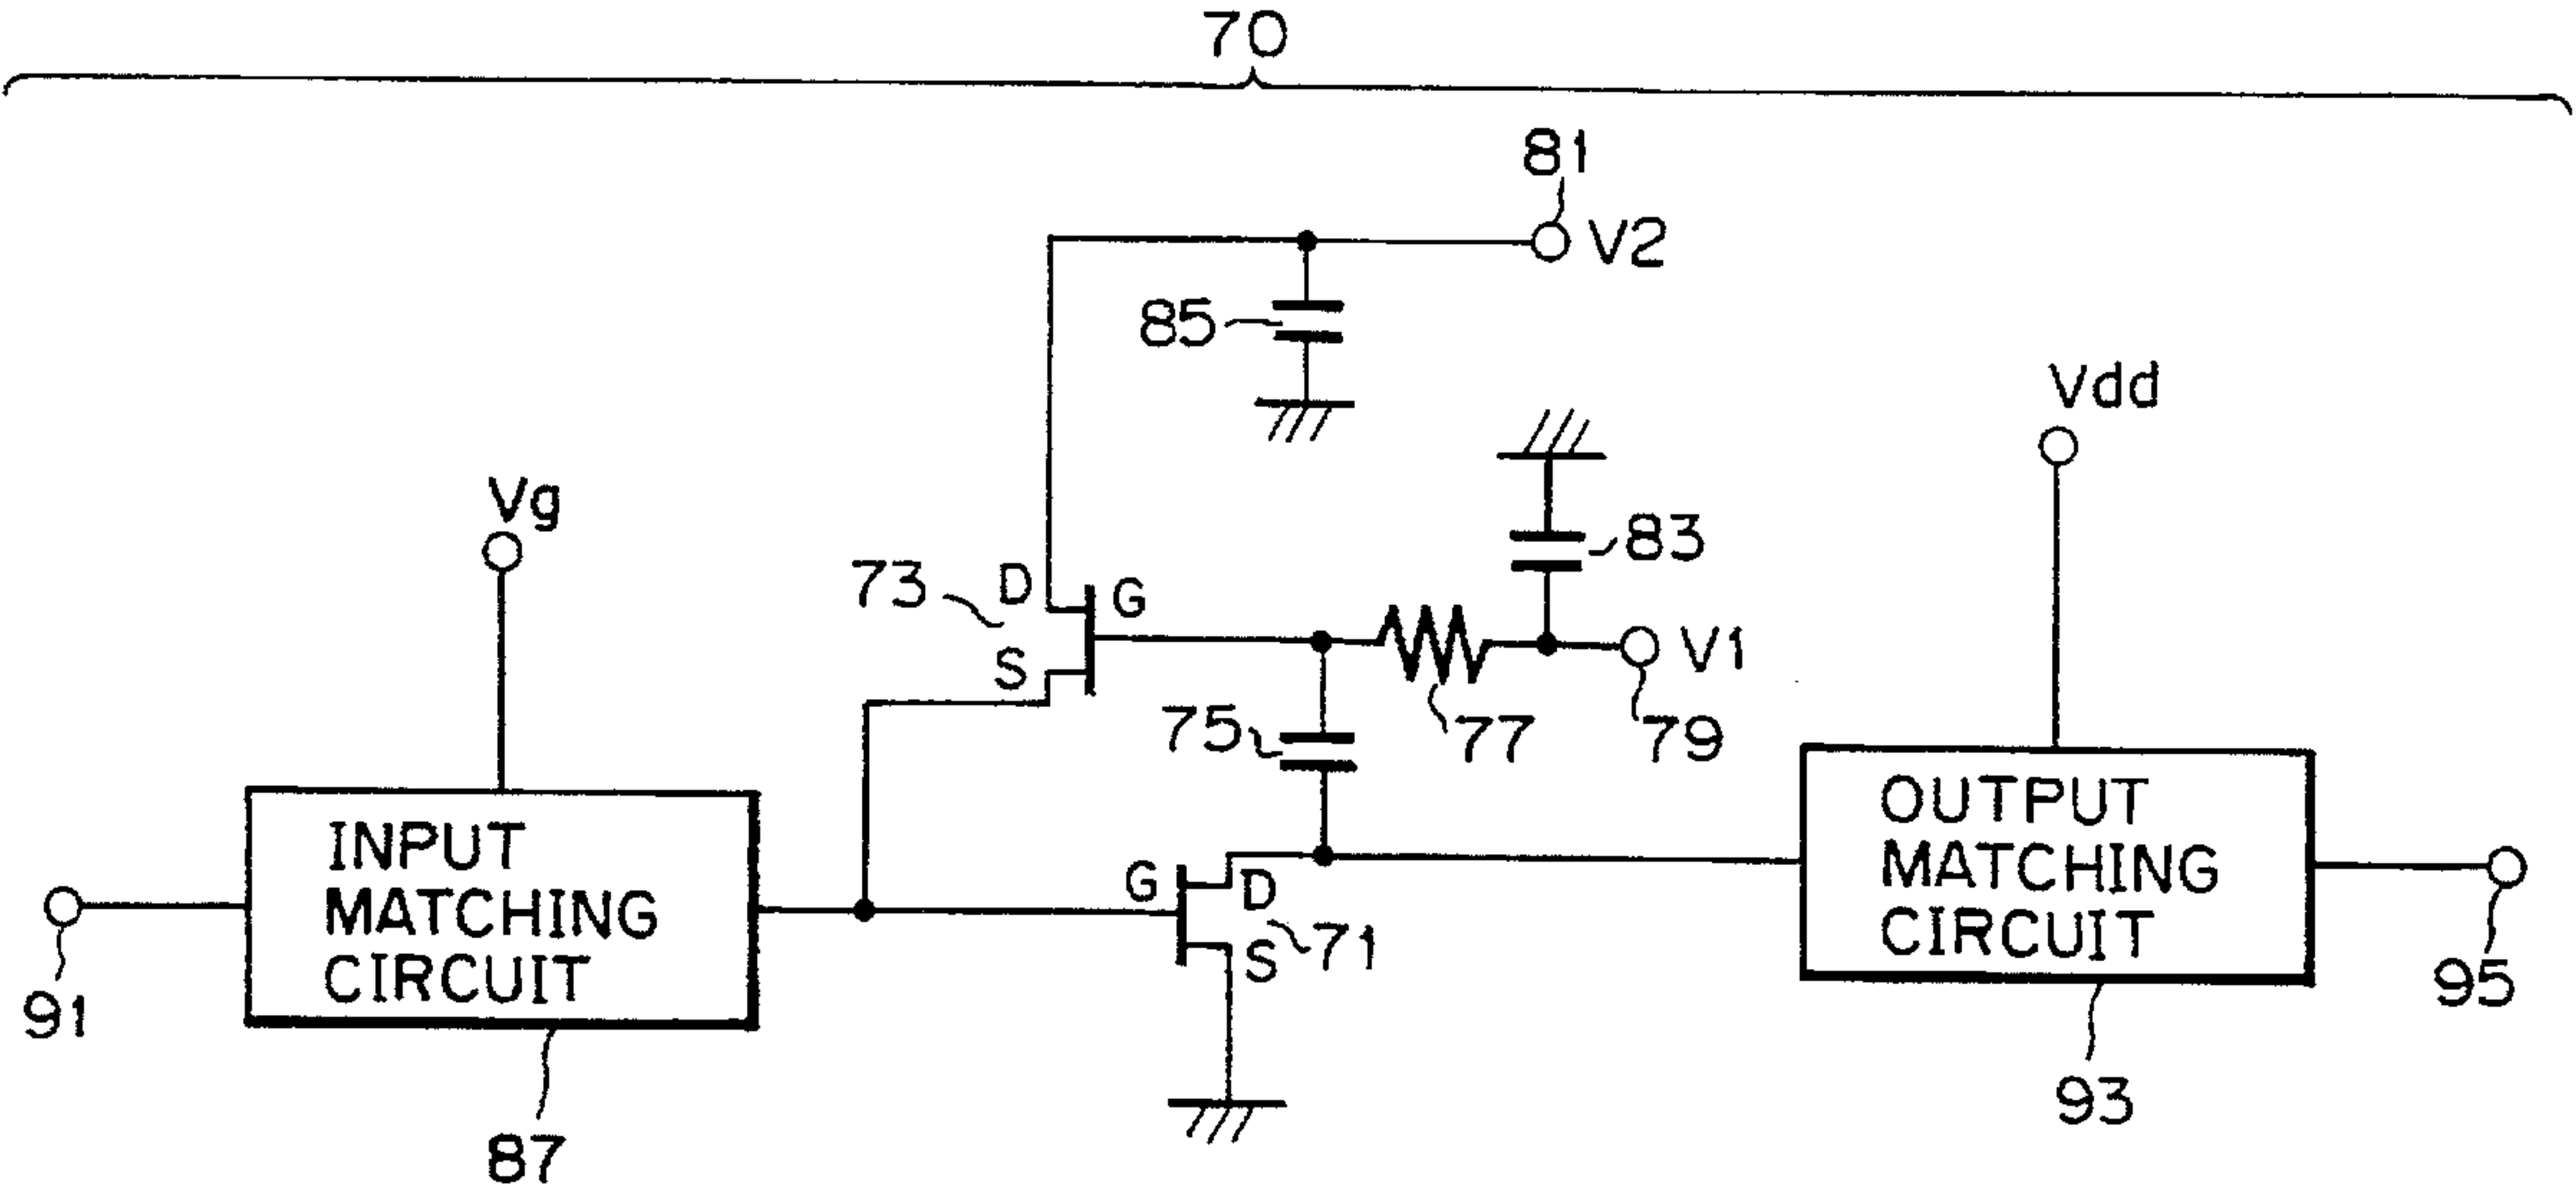 70
81
V2
85
Vdd
Vg
83
73
D
G
S
V1
75
77
79
INPUT
MATCHING
CIRCUIT
OUTPUT
MATCHING
CIRCUIT
G
D
S
71
91
95
87
93